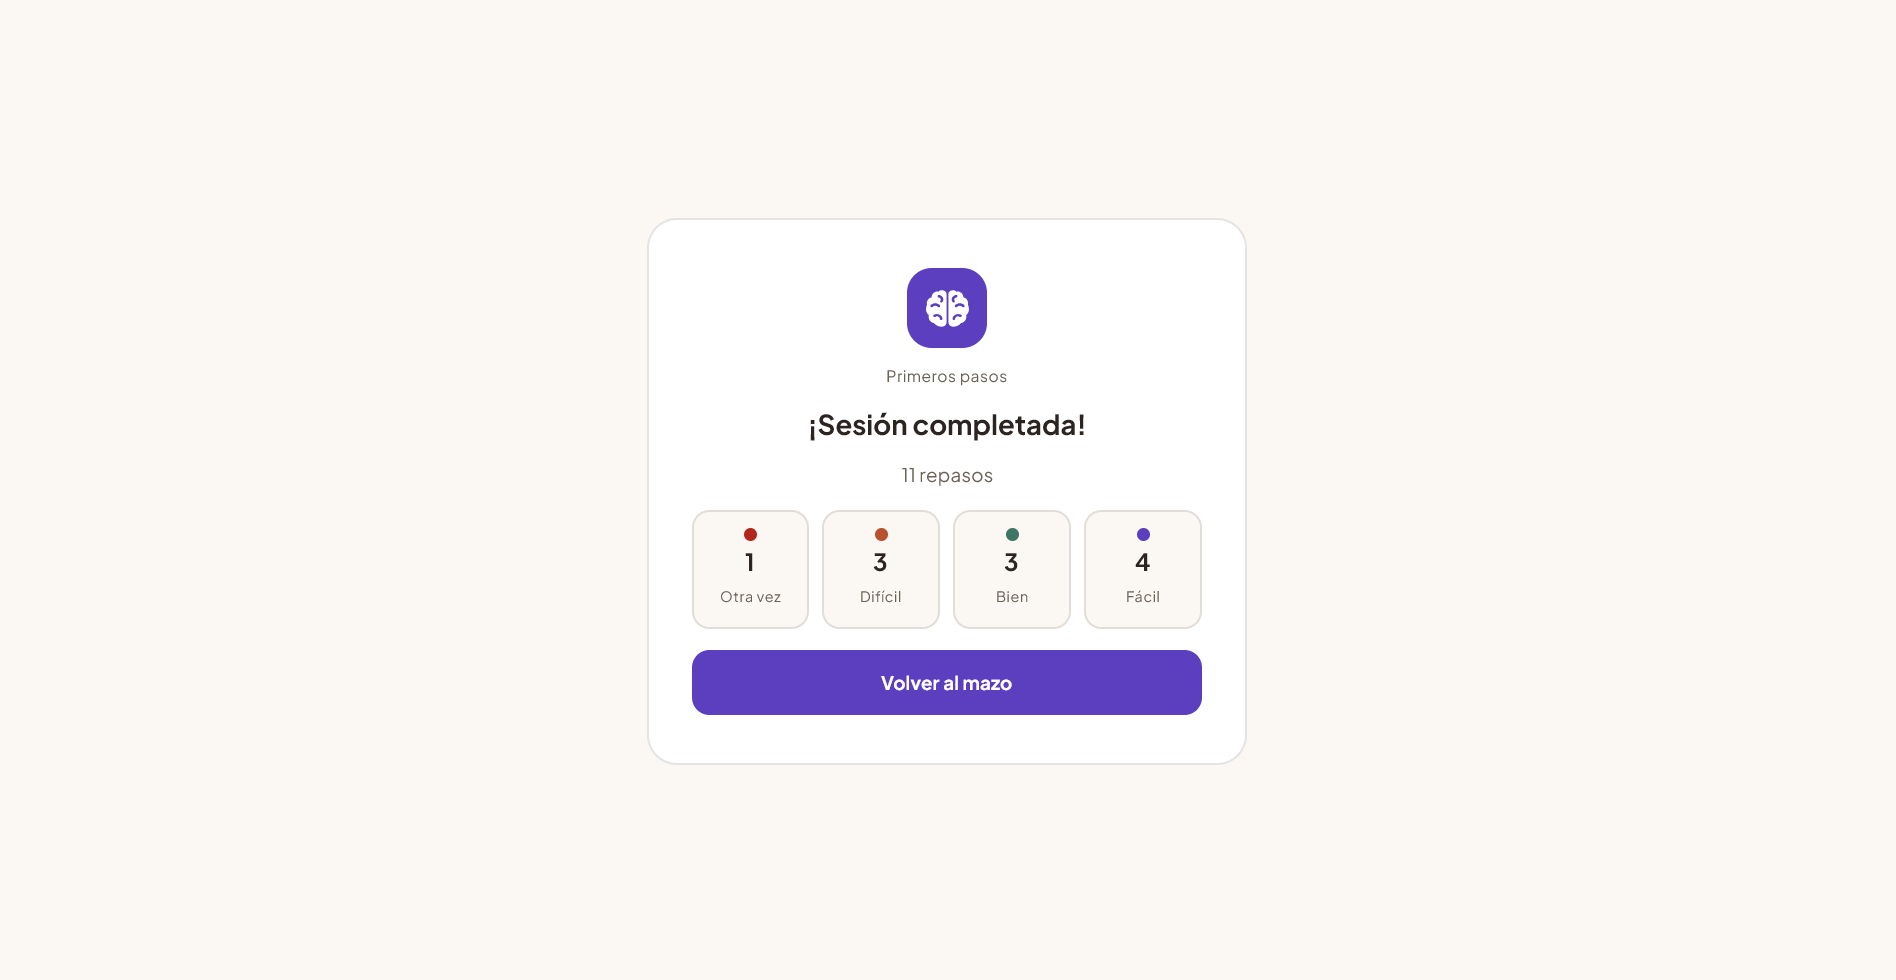 Primeros pasos
¡Sesión completada!
11 repasos
1
Otra vez
3
Difícil
3
Bien
4
Fácil
Volver al mazo